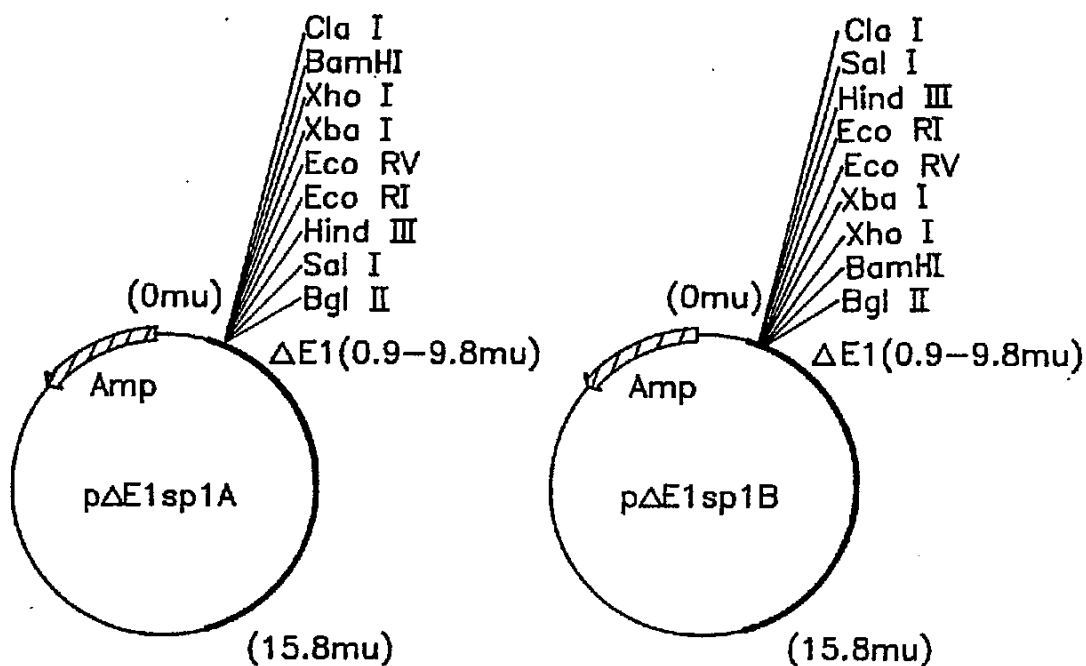 Cla I
BamHI
Xho I
Xba I
Eco RV
Eco RI
Hind III
Sal I
Bgl II
(0mu)
ΔE1(0.9-9.8mu)
Amp
pΔE1sp1A
(15.8mu)
Cla I
Sal I
Hind III
Eco RI
Eco RV
Xba I
Xho I
BamHI
Bgl II
(0mu)
ΔE1(0.9-9.8mu)
Amp
pΔE1sp1B
(15.8mu)